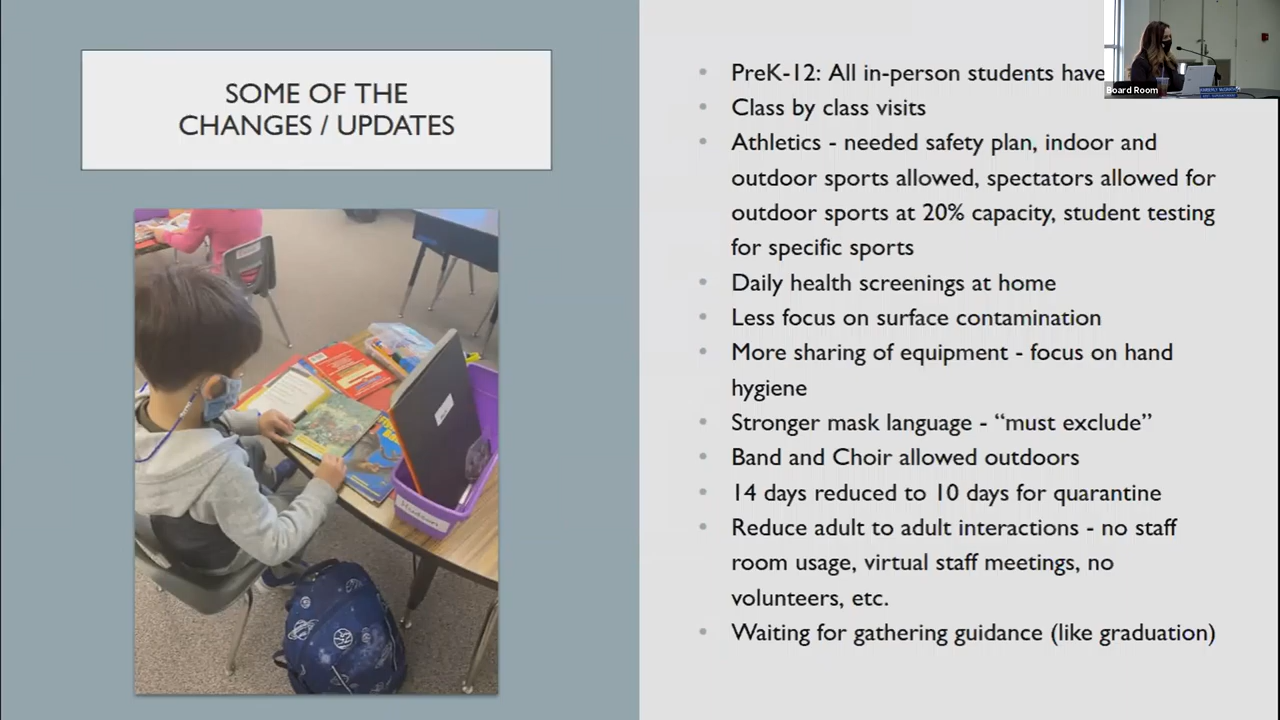 SOME OF THE
CHANGES / UPDATES
PreK-12: All in-person students have
Class by class visits
Athletics - needed safety plan, indoor and
outdoor sports allowed, spectators allowed for
outdoor sports at 20% capacity, student testing
for specific sports
Daily health screenings at home
Less focus on surface contamination
More sharing of equipment - focus on hand
hygiene
Stronger mask language - “must exclude”
Band and Choir allowed outdoors
14 days reduced to 10 days for quarantine
Reduce adult to adult interactions - no staff
room usage, virtual staff meetings, no
volunteers, etc.
Waiting for gathering guidance (like graduation)
Board Room
Hudson